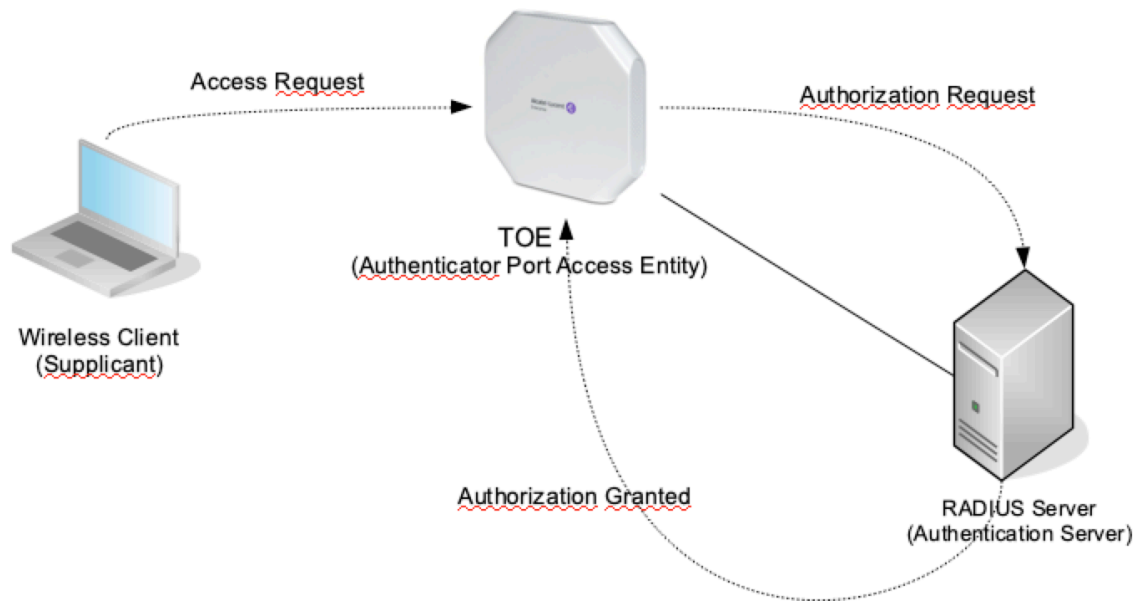 Access Request
Authorization Request
TOE
(Authenticator Port Access Entity)
Wireless Client
(Supplicant)
Authorization Granted
RADIUS Server
(Authentication Server)